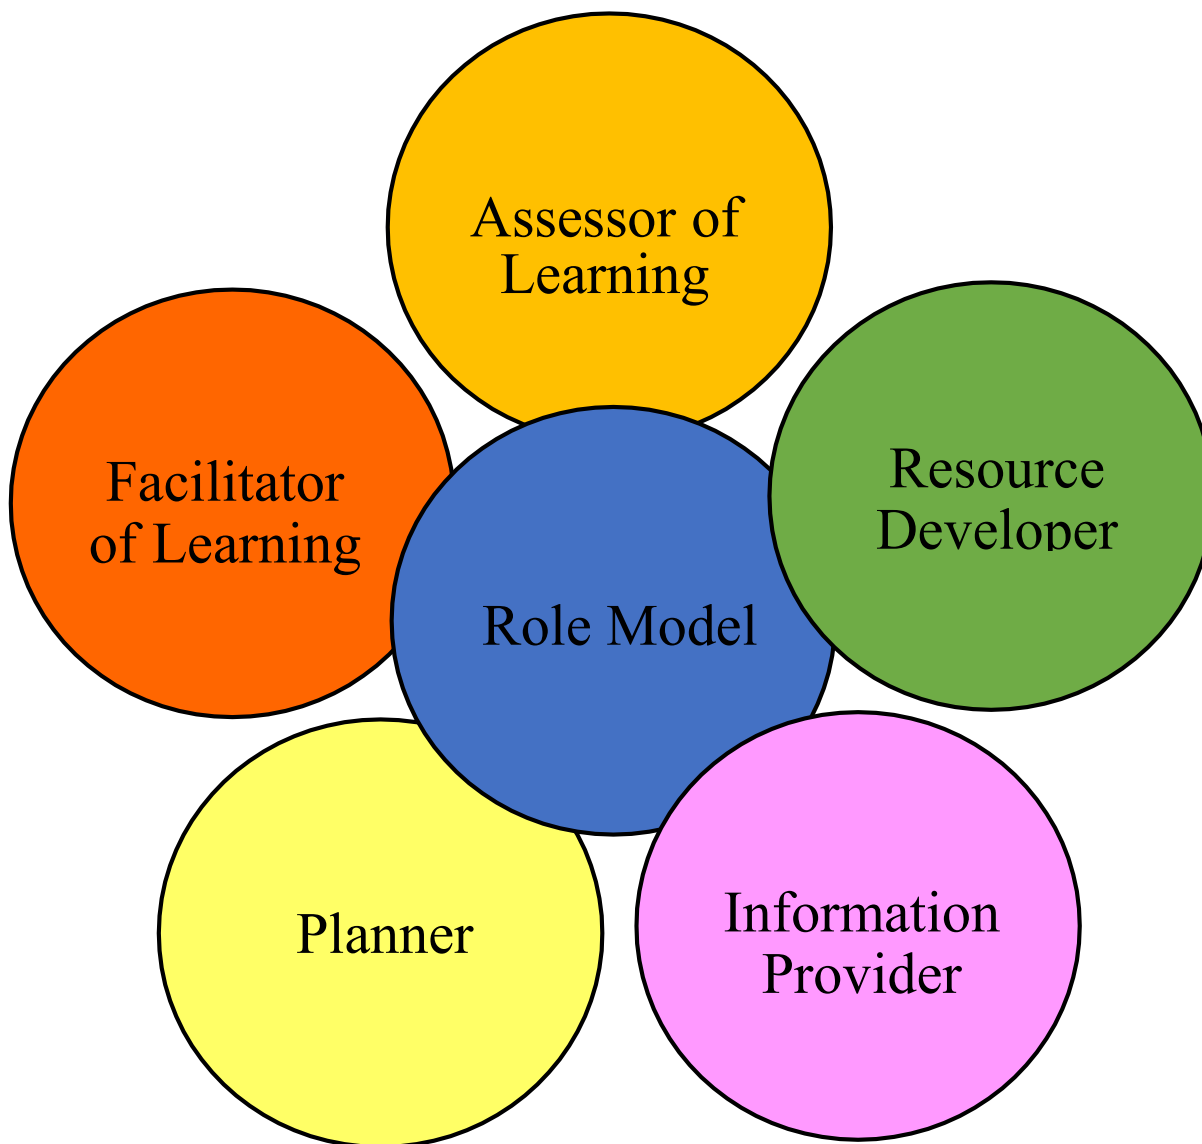 Assessor of
Learning
Resource
Developer
Facilitator
of Learning
Role Model
Information
Provider
Planner